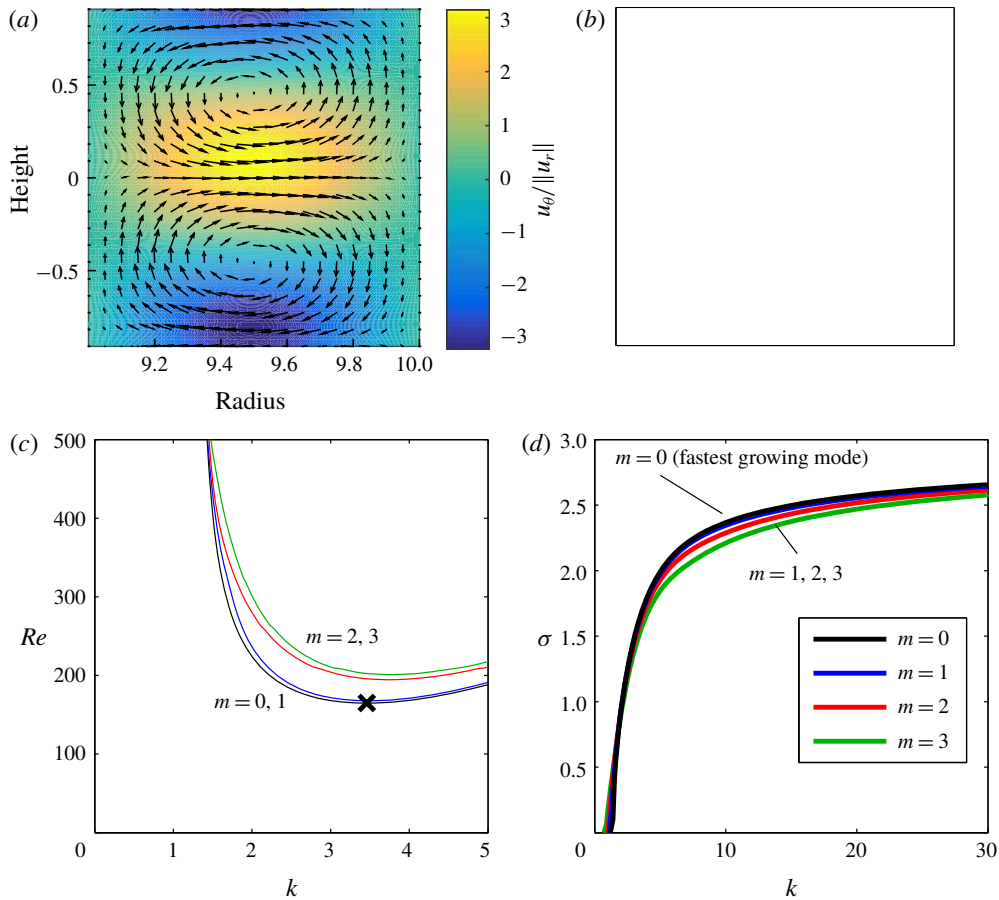 (a)
Height
0.5
0
−0.5
9.2 9.4 9.6 9.8 10.0
Radius
3
2
1
0
−1
−2
−3
u_θ/‖u_r‖
(b)
(c)
Re
500
400
300
200
100
m = 2, 3
m = 0, 1
0 1 2 3 4 5
k
(d)
σ
3.0
2.5
2.0
1.5
1.0
0.5
m = 0 (fastest growing mode)
m = 1, 2, 3
m = 0
m = 1
m = 2
m = 3
0 10 20 30
k